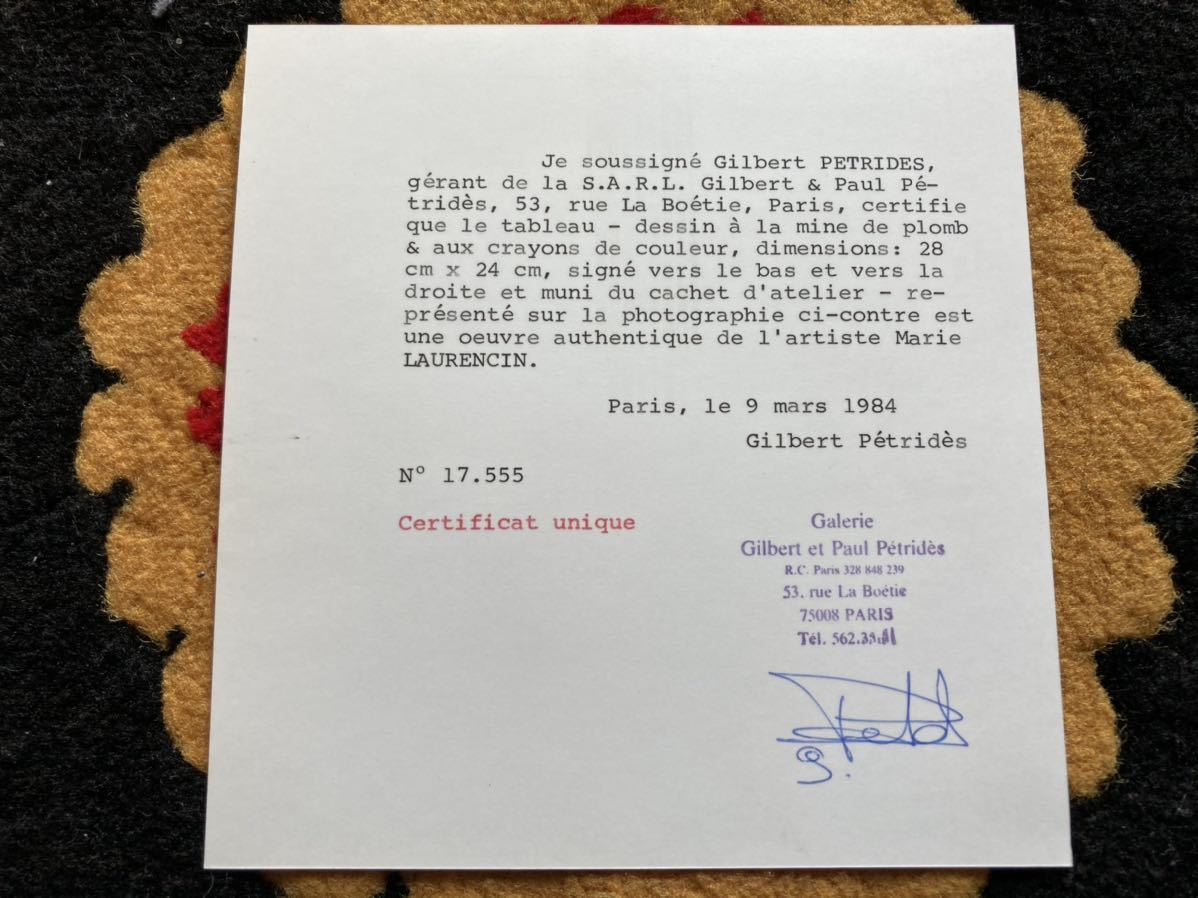 Je soussigné Gilbert PETRIDES,
gérant de la S.A.R.L. Gilbert & Paul Pé-
tridès, 53, rue La Boétie, Paris, certifie
que le tableau - dessin à la mine de plomb
& aux crayons de couleur, dimensions: 28
cm x 24 cm, signé vers le bas et vers la
droite et muni du cachet d'atelier - re-
présenté sur la photographie ci-contre est
une oeuvre authentique de l'artiste Marie
LAURENCIN.
Paris, le 9 mars 1984
Gilbert Pétridès
N° 17.555
Certificat unique
Galerie
Gilbert et Paul Pétridès
R.C. Paris 328 848 239
53, rue La Boétie
75008 PARIS
Tél.